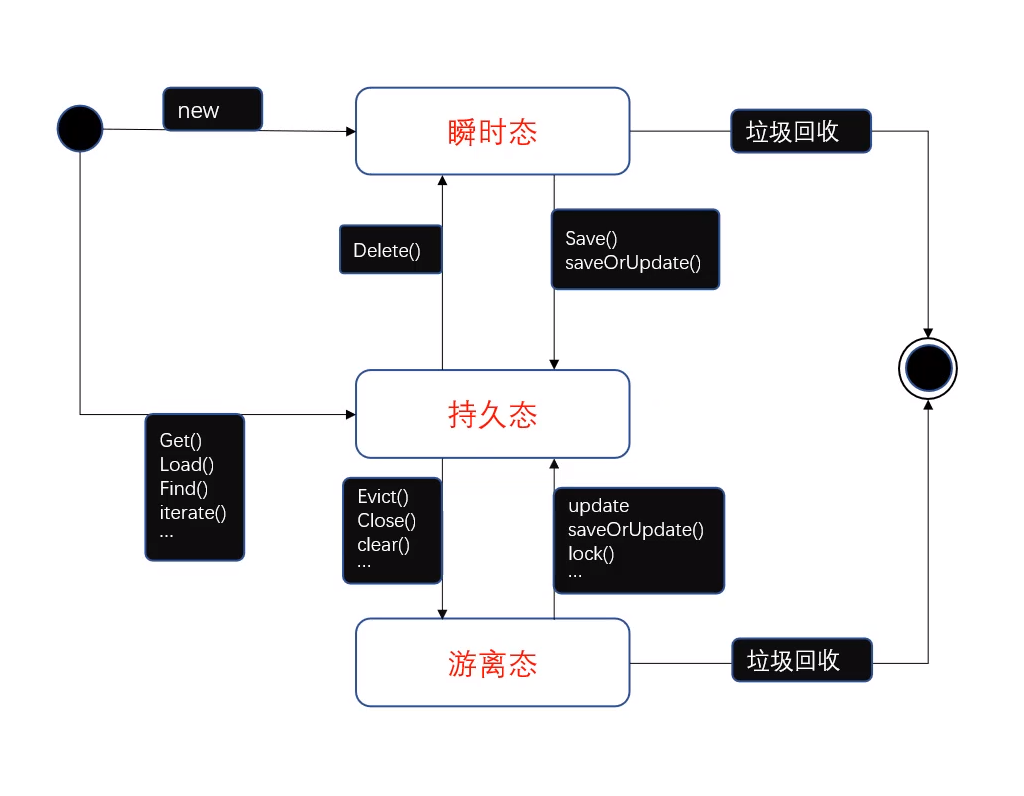 new
瞬时态
垃圾回收
Delete()
Save()
saveOrUpdate()
持久态
Get()
Load()
Find()
iterate()
...
Evict()
Close()
clear()
...
update
saveOrUpdate()
lock()
...
游离态
垃圾回收